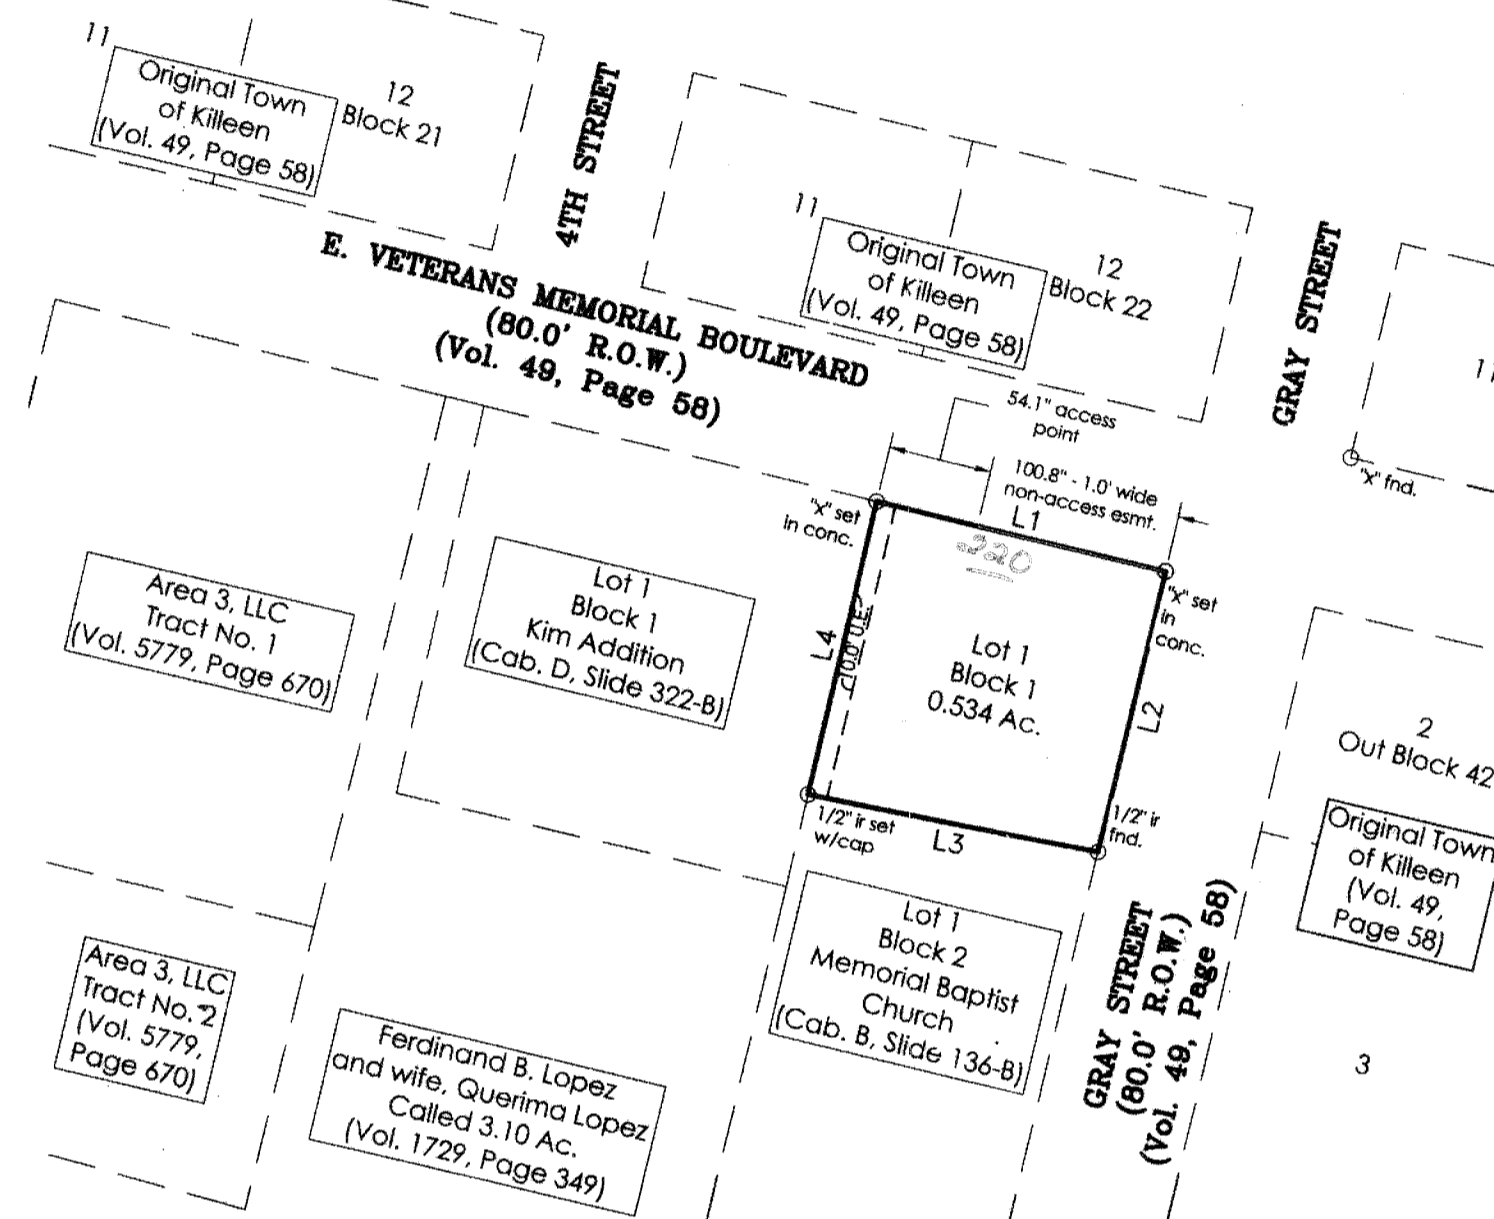 11
Original Town
of Killeen
(Vol. 49, Page 58)
12
Block 21
4TH STREET
11
Original Town
of Killeen
(Vol. 49, Page 58)
12
Block 22
GRAY STREET
11
"x" fnd.
E. VETERANS MEMORIAL BOULEVARD
(80.0' R.O.W.)
(Vol. 49, Page 58)
54.1" access
point
100.8" - 1.0' wide
non-access esmt.
"x" set
in conc.
L1
220
"x" set
in
conc.
Area 3, LLC
Tract No. 1
(Vol. 5779, Page 670)
Lot 1
Block 1
Kim Addition
(Cab. D, Slide 322-B)
L4
10.0' U.E.
Lot 1
Block 1
0.534 Ac.
L2
2
Out Block 42
Original Town
of Killeen
(Vol. 49,
Page 58)
1/2" ir set
w/cap
L3
1/2" ir
fnd.
Lot 1
Block 2
Memorial Baptist
Church
(Cab. B, Slide 136-B)
GRAY STREET
(80.0' R.O.W.)
(Vol. 49, Page 58)
3
Area 3, LLC
Tract No. 2
(Vol. 5779,
Page 670)
Ferdinand B. Lopez
and wife, Querima Lopez
Called 3.10 Ac.
(Vol. 1729, Page 349)